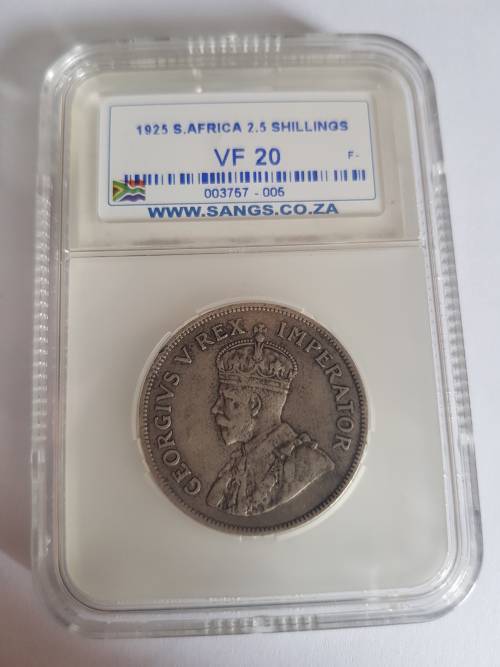 1925 S.AFRICA 2.5 SHILLINGS
VF 20 F-
003757 - 005
WWW.SANGS.CO.ZA
GEORGIVS V REX IMPERATOR